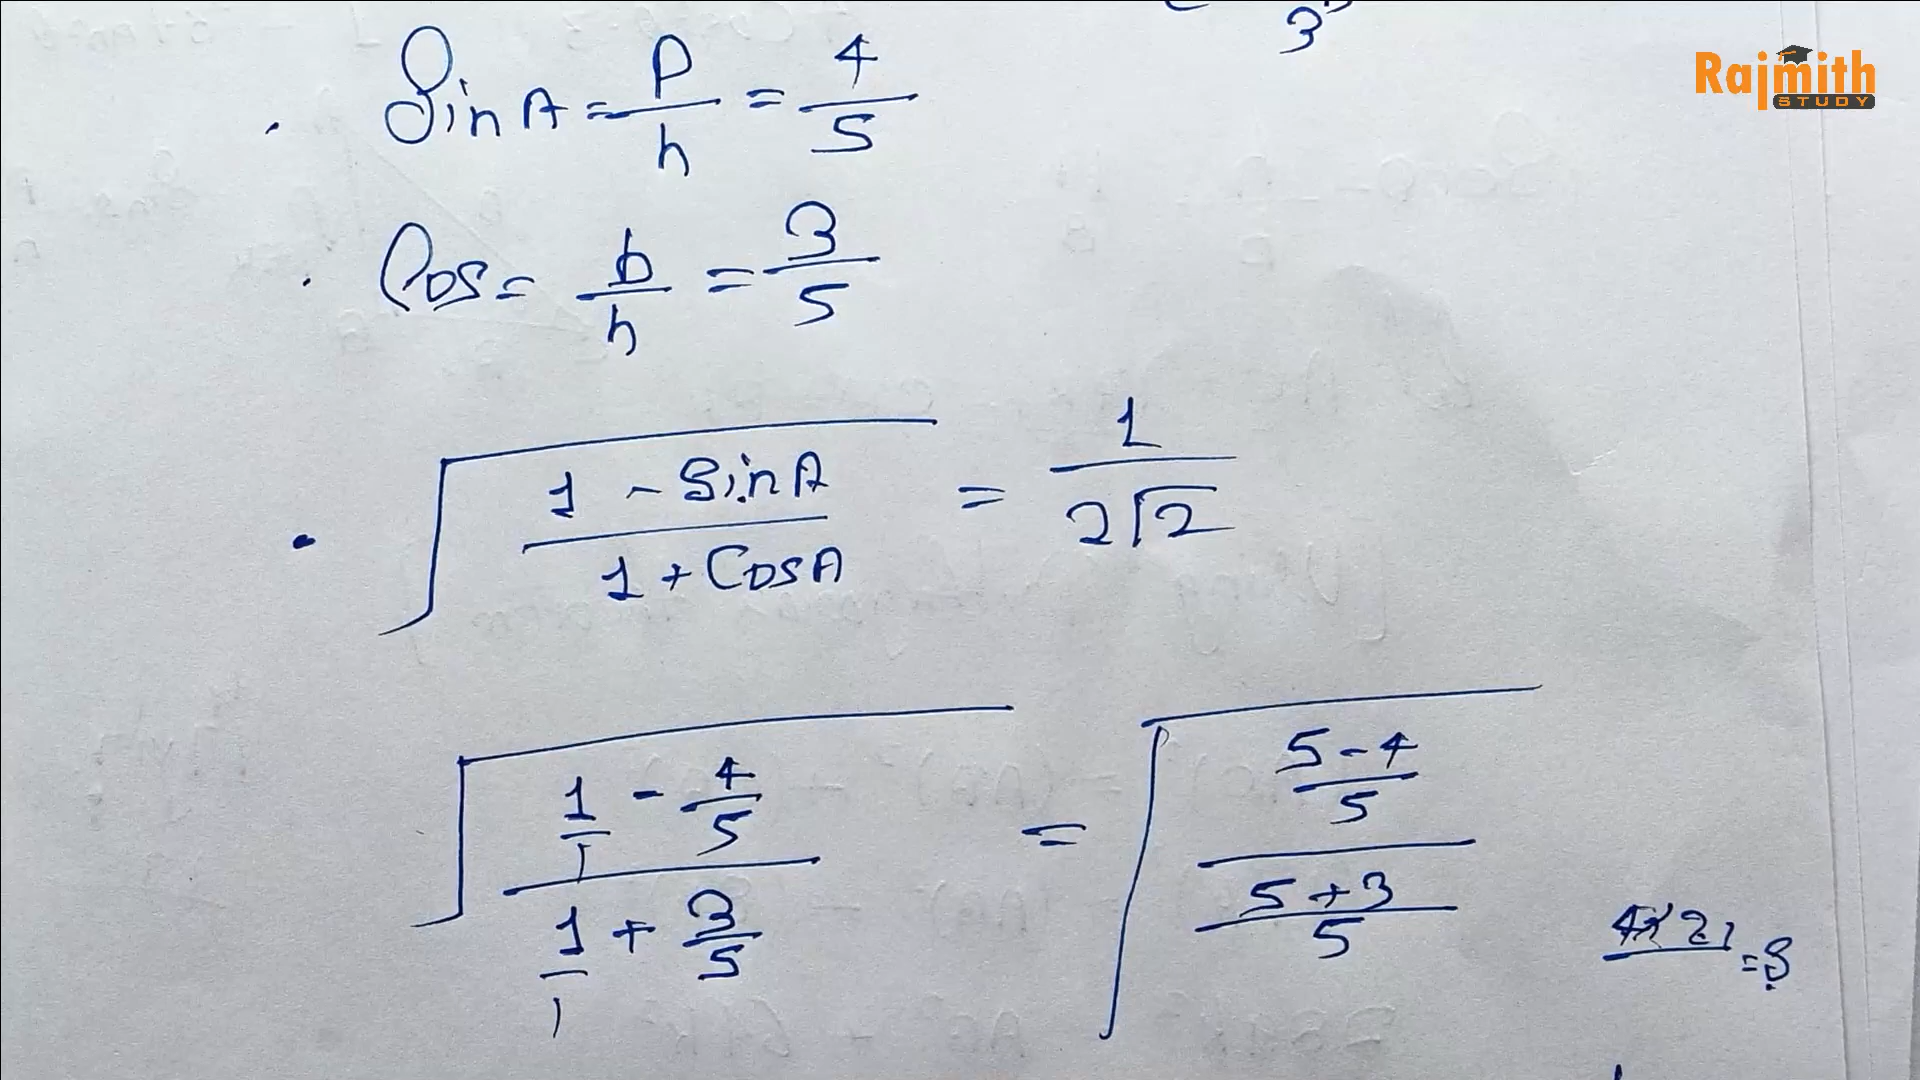 Rajmith
STUDY
3
Sin A = P/h = 4/5
Cos = b/h = 3/5
√((1 - Sin A)/(1 + Cos A)) = 1/(2√2)
√((1/1 - 4/5)/(1/1 + 3/5)) = √(((5-4)/5)/((5+3)/5))
= 8